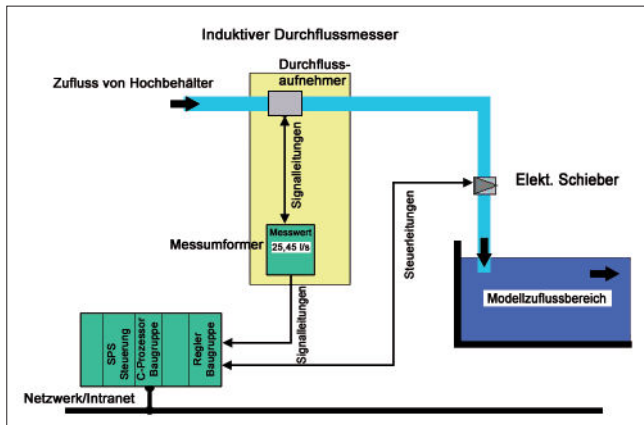 Induktiver Durchflussmesser
Durchfluss-
aufnehmer
Zufluss von Hochbehälter
Signalleitungen
Elekt. Schieber
Messumformer
Messwert
25,45 l/s
Steuerleitungen
Modellzuflussbereich
Signalleitungen
SPS
Steuerung
C-Prozessor
Baugruppe
Regler
Baugruppe
Netzwerk/Intranet